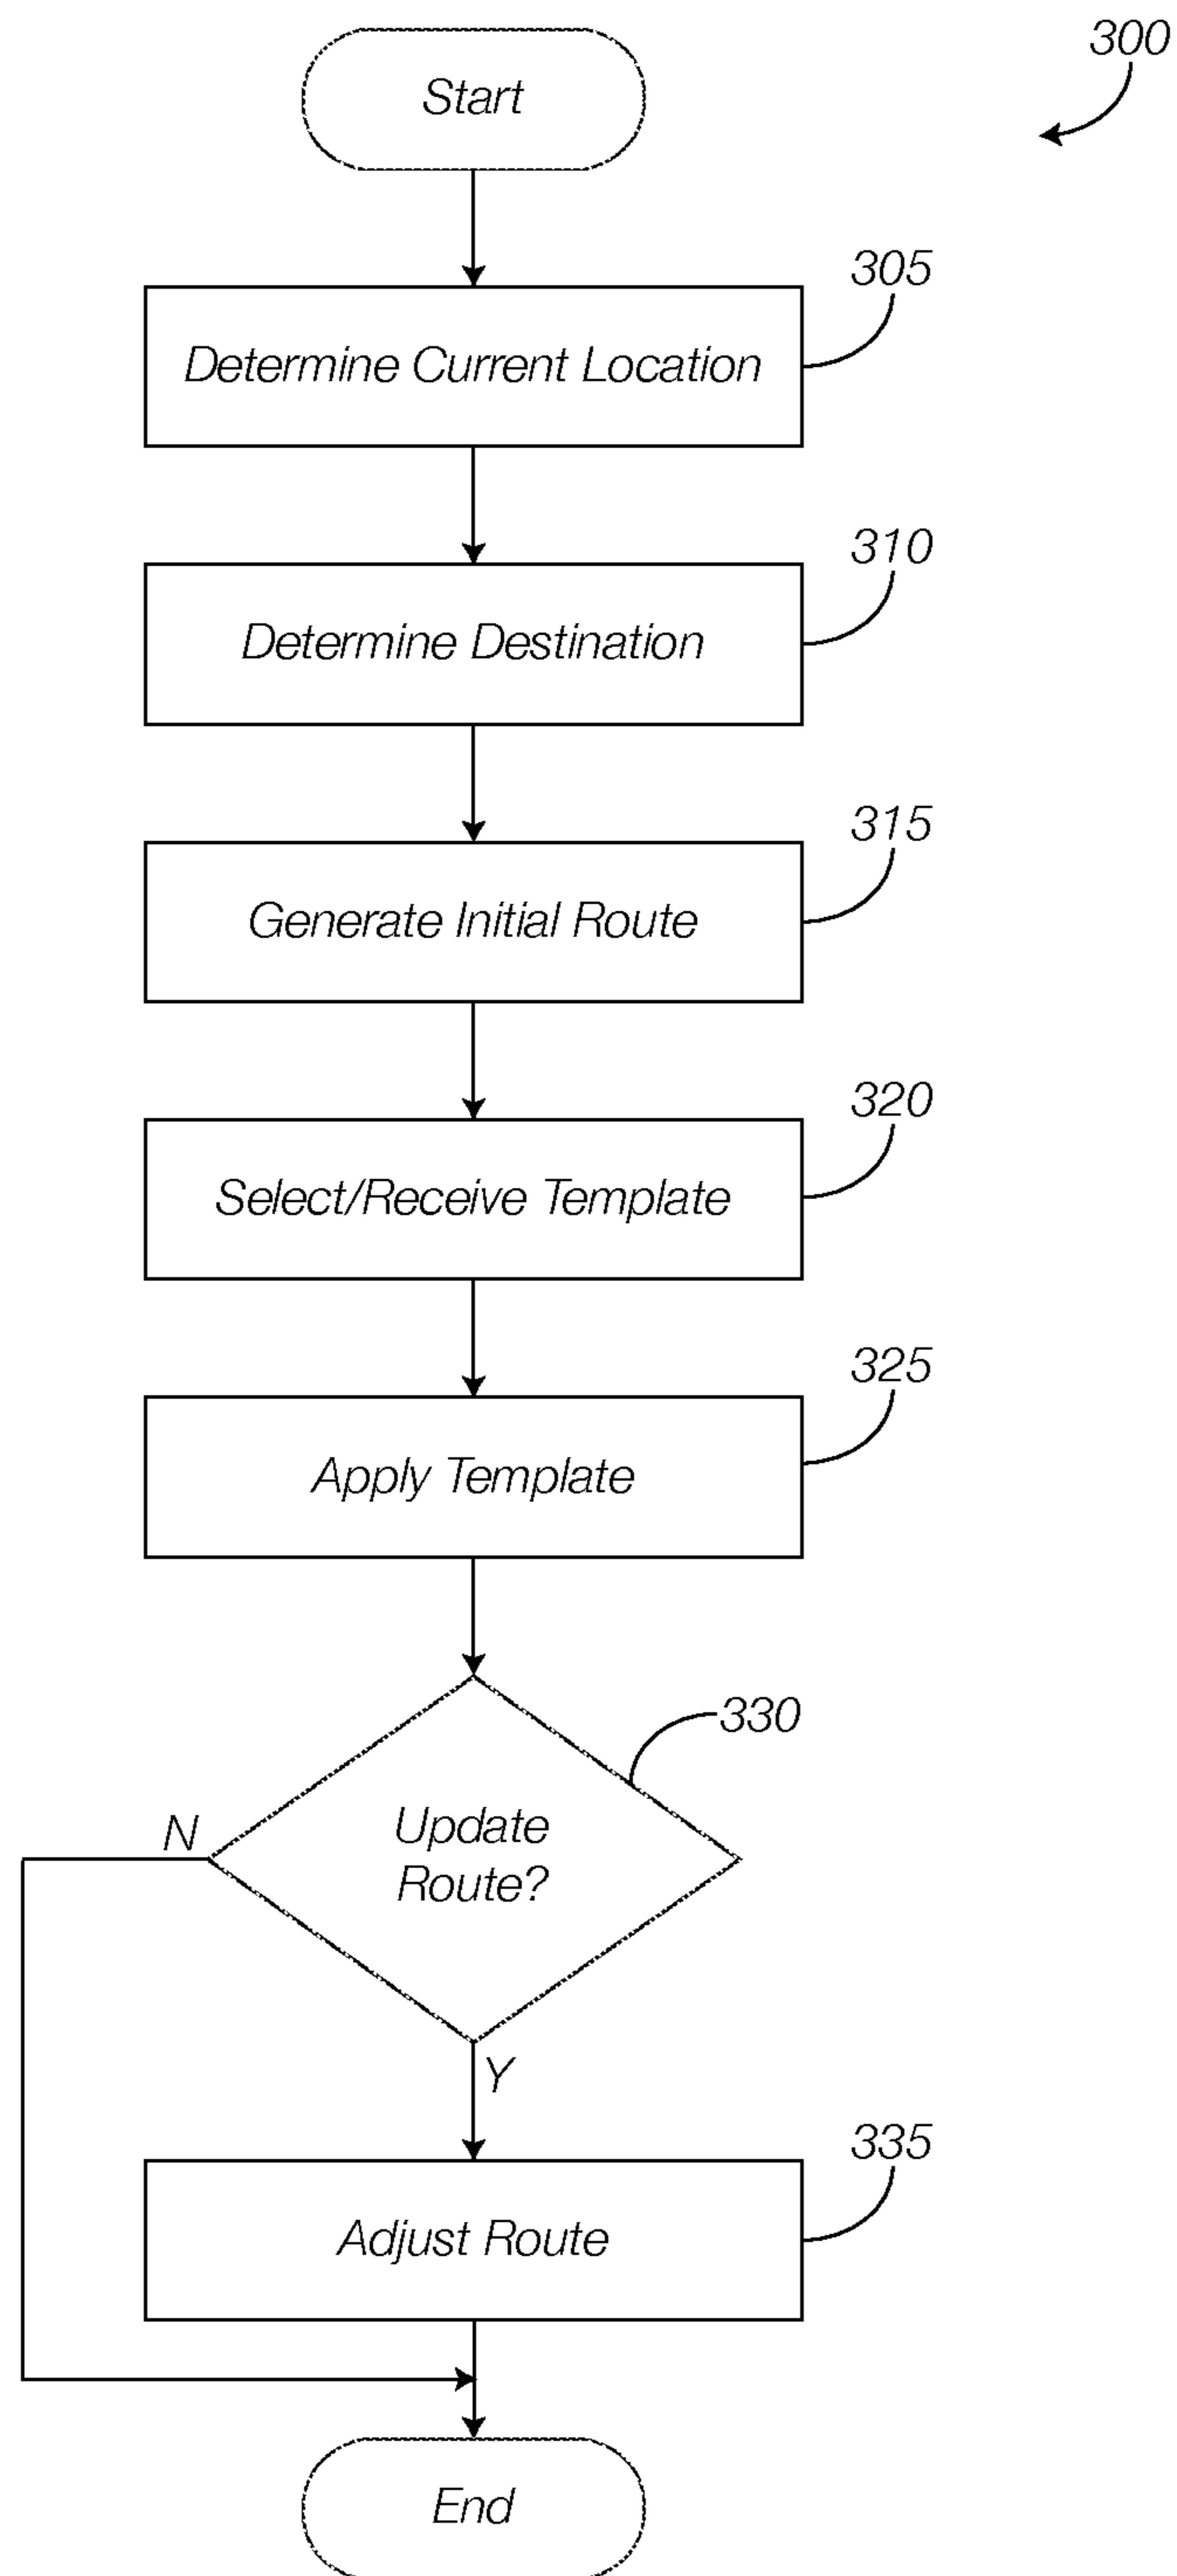 300
Start
305
Determine Current Location
310
Determine Destination
315
Generate Initial Route
320
Select/Receive Template
325
Apply Template
330
Update
Route?
N
Y
335
Adjust Route
End